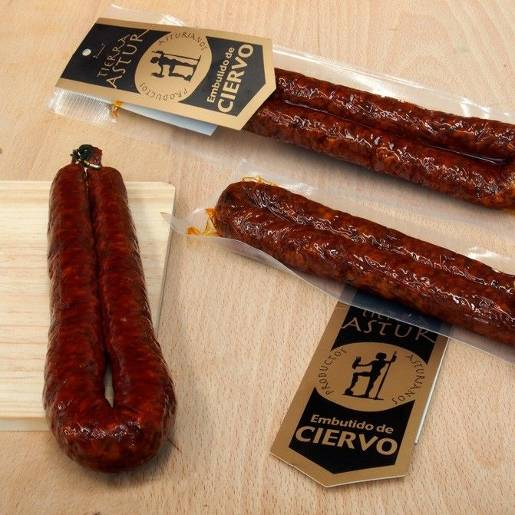 TIERRA
ASTUR
PRODUCTOS ASTURIANOS
Embutido de
CIERVO
TIERRA
ASTUR
PRODUCTOS ASTURIANOS
Embutido de
CIERVO